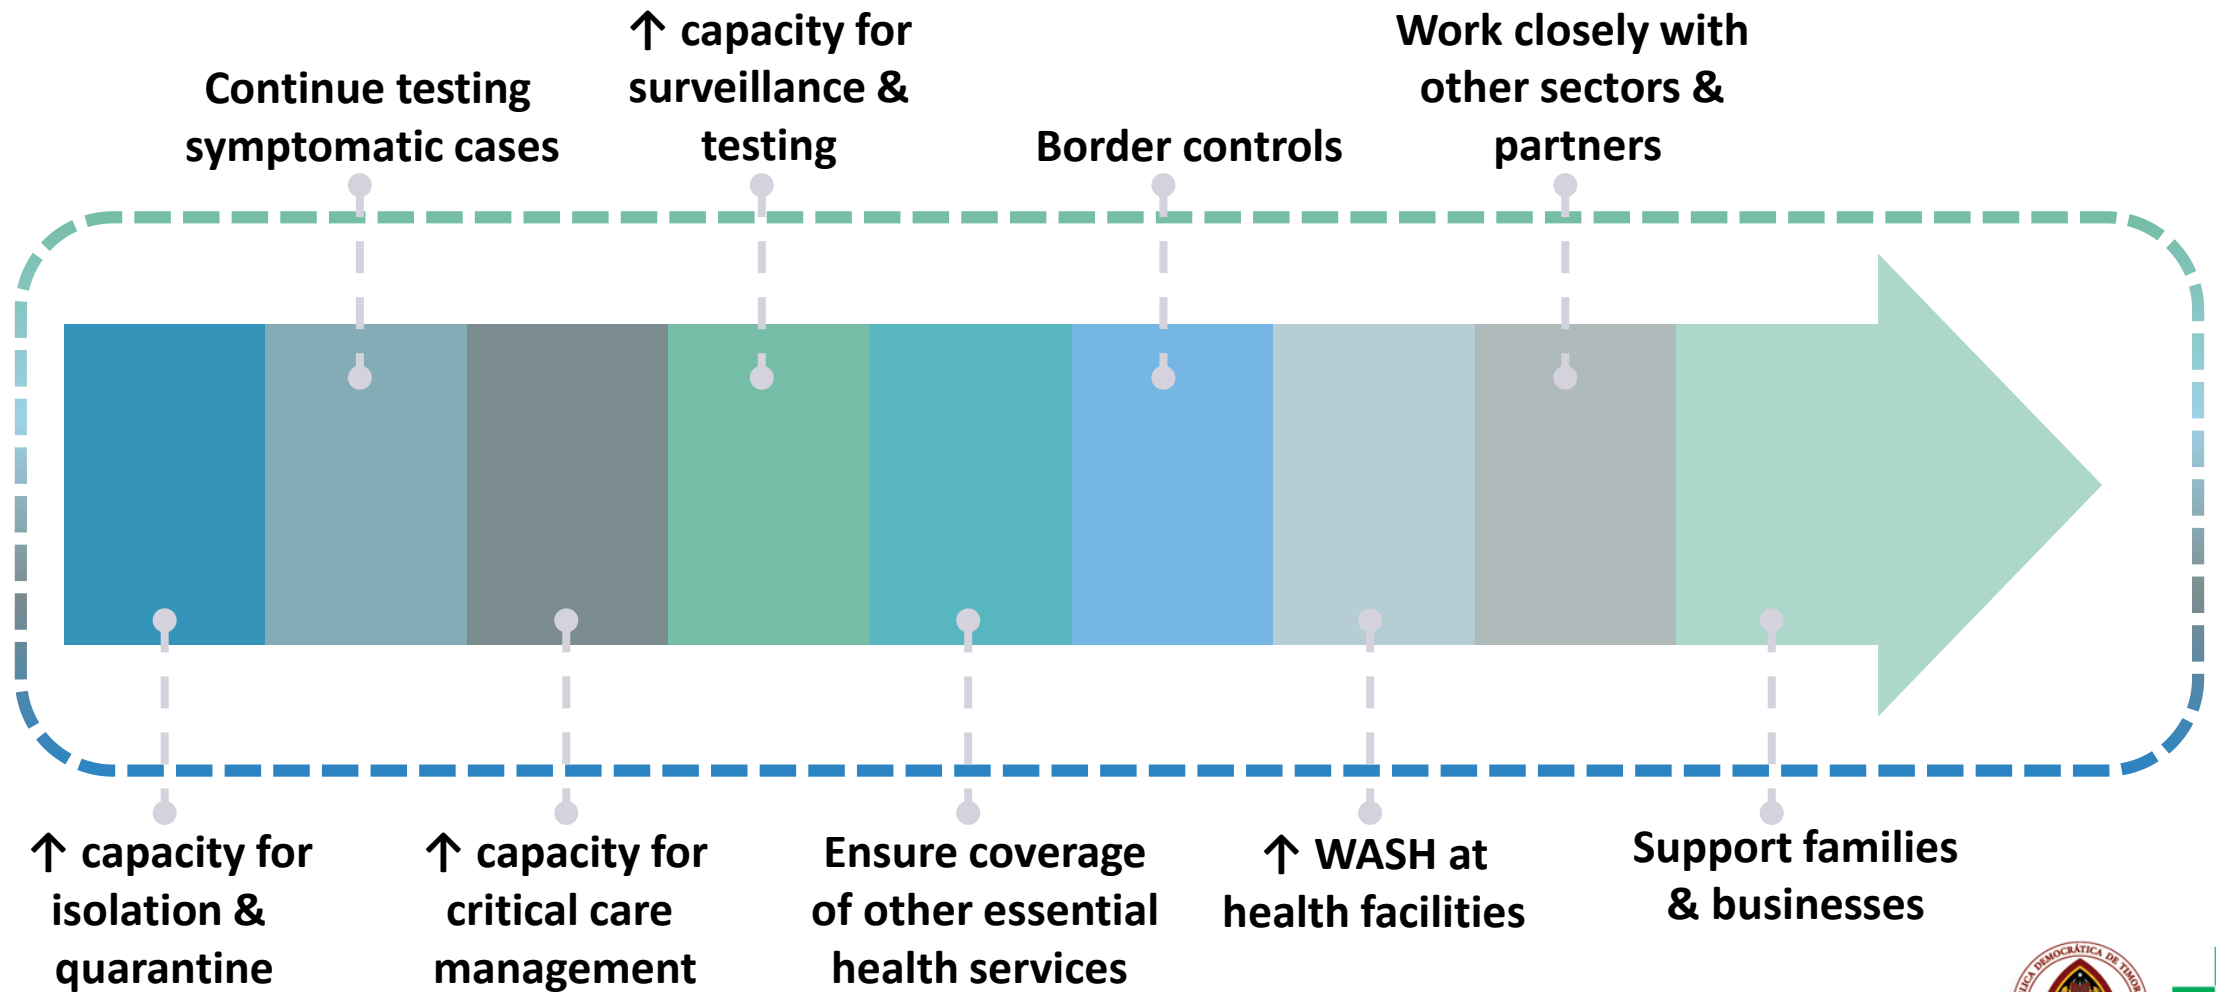 ↑ capacity for
surveillance &
testing
Work closely with
other sectors &
partners
Continue testing
symptomatic cases
Border controls
↑ capacity for
isolation &
quarantine
↑ capacity for
critical care
management
Ensure coverage
of other essential
health services
↑ WASH at
health facilities
Support families
& businesses
DEMOCRÁTICA DE